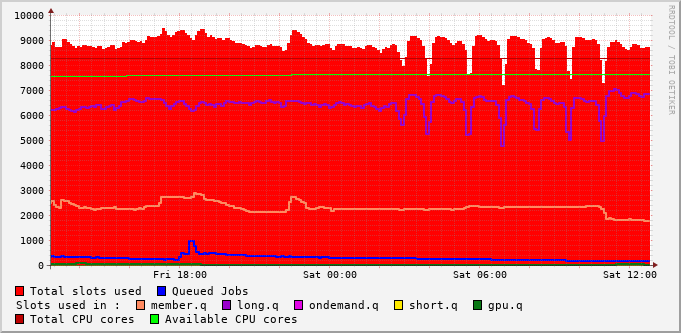 10000
9000
8000
7000
6000
5000
4000
3000
2000
1000
0
Fri 18:00 Sat 00:00 Sat 06:00 Sat 12:00
RRDTOOL / TOBI OETIKER
Total slots used Queued Jobs
Slots used in : member.q long.q ondemand.q short.q gpu.q
Total CPU cores Available CPU cores